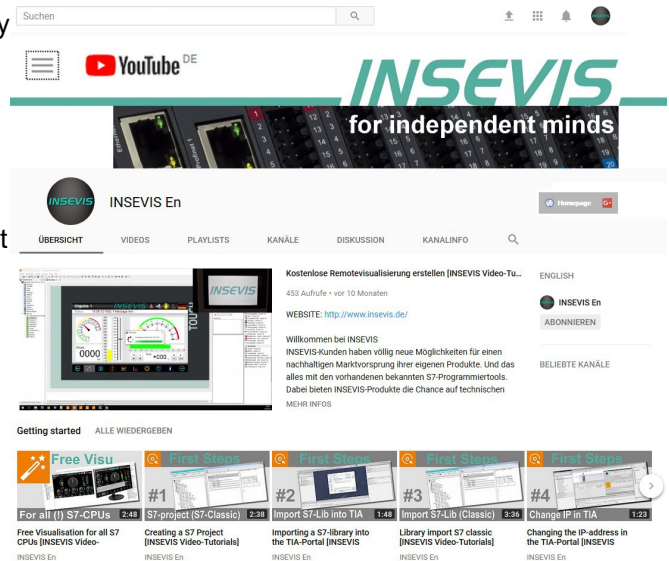 y
Suchen
YouTube DE
INSEVIS
for independent minds
INSEVIS
INSEVIS En
Homepage G+
t
ÜBERSICHT VIDEOS PLAYLISTS KANÄLE DISKUSSION KANALINFO
INSEVIS
TOUCH
0000
+000
Kostenlose Remotevisualisierung erstellen [INSEVIS Video-Tu...
453 Aufrufe • vor 10 Monaten
WEBSITE: http://www.insevis.de/
Willkommen bei INSEVIS
INSEVIS-Kunden haben völlig neue Möglichkeiten für einen
nachhaltigen Marktvorsprung ihrer eigenen Produkte. Und das
alles mit den vorhandenen bekannten S7-Programmiertools.
Dabei bieten INSEVIS-Produkte die Chance auf technischen
MEHR INFOS
ENGLISH
INSEVIS En
ABONNIEREN
BELIEBTE KANÄLE
Getting started ALLE WIEDERGEBEN
Free Visu
For all (!) S7-CPUs 2:48
Free Visualisation for all S7
CPUs [INSEVIS Video-
INSEVIS En
First Steps
#1
S7-project (S7-Classic) 2:38
Creating a S7 Project
[INSEVIS Video-Tutorials]
INSEVIS En
First Steps
#2
Import S7-Lib into TIA 1:48
Importing a S7-library into
the TIA-Portal [INSEVIS
INSEVIS En
First Steps
#3
Import S7-Lib (Classic) 3:36
Library import S7 classic
[INSEVIS Video-Tutorials]
INSEVIS En
First Steps
#4
Change IP in TIA 1:23
Changing the IP-address in
the TIA-Portal [INSEVIS
INSEVIS En